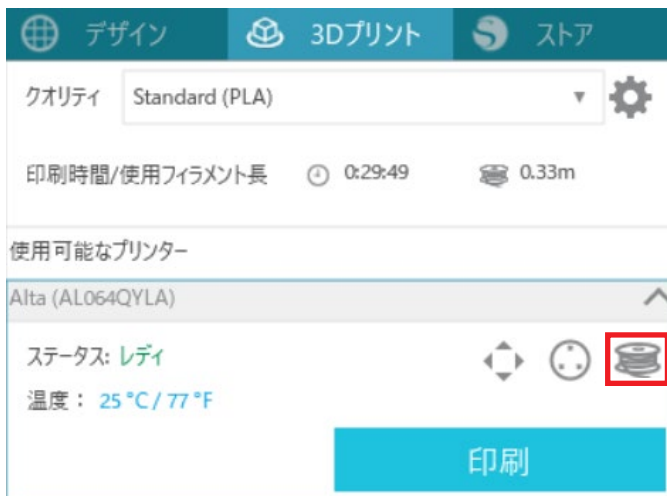 デザイン 3Dプリント ストア
クオリティ Standard (PLA)
印刷時間/使用フィラメント長 0:29:49 0.33m
使用可能なプリンター
Alta (AL064QYLA)
ステータス: レディ
温度： 25 °C / 77 °F
印刷